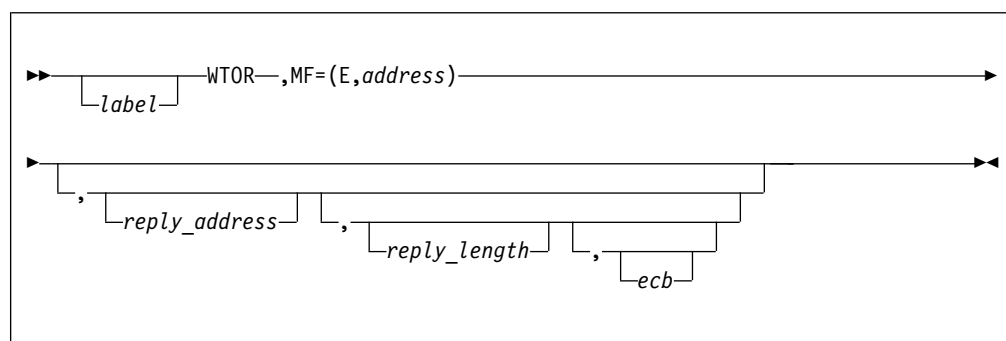 WTOR ,MF=(E,address)
label
,
reply_address
,
reply_length
,
ecb